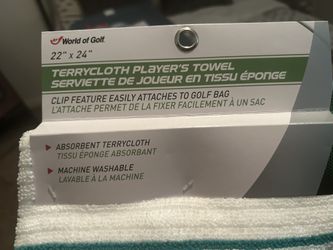 World of Golf.
22" x 24"
TERRYCLOTH PLAYER'S TOWEL
SERVIETTE DE JOUEUR EN TISSU ÉPONGE
CLIP FEATURE EASILY ATTACHES TO GOLF BAG
L'ATTACHE PERMET DE LA FIXER FACILEMENT À UN SAC
ABSORBENT TERRYCLOTH
TISSU ÉPONGE ABSORBANT
MACHINE WASHABLE
LAVABLE À LA MACHINE